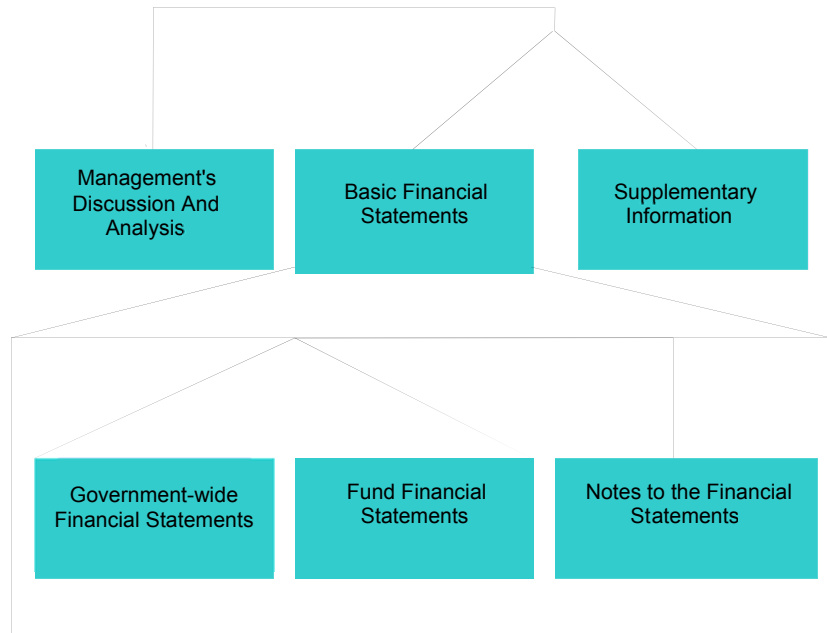 Management's
Discussion And
Analysis
Basic Financial
Statements
Supplementary
Information
Government-wide
Financial Statements
Fund Financial
Statements
Notes to the Financial
Statements